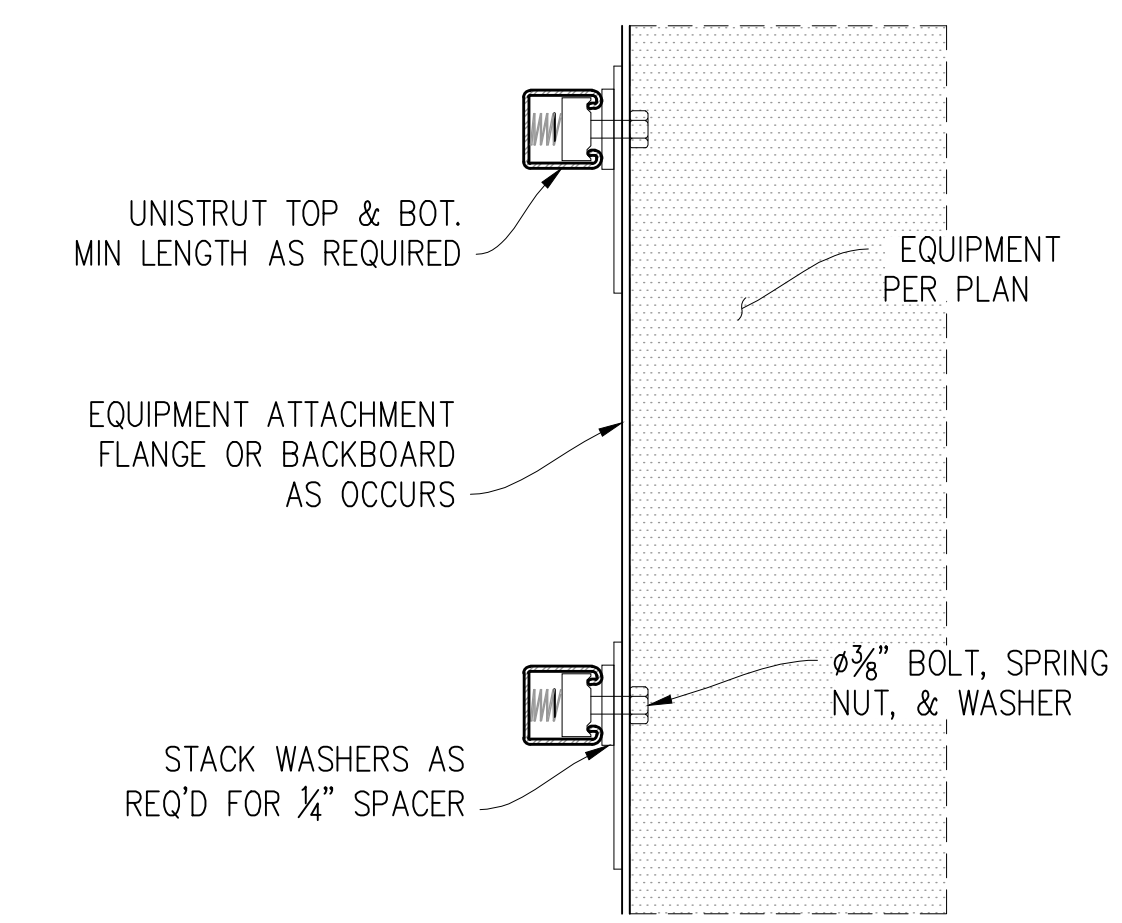 UNISTRUT TOP & BOT.
MIN LENGTH AS REQUIRED
EQUIPMENT
PER PLAN
EQUIPMENT ATTACHMENT
FLANGE OR BACKBOARD
AS OCCURS
ø3/8" BOLT, SPRING
NUT, & WASHER
STACK WASHERS AS
REQ'D FOR 1/4" SPACER